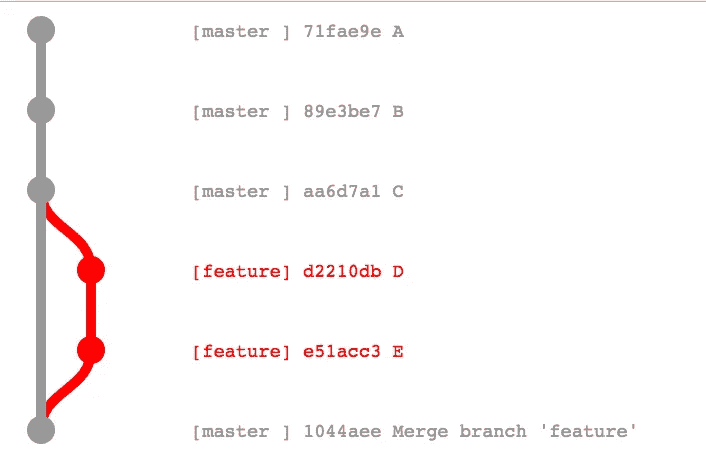 [master ] 71fae9e A
[master ] 89e3be7 B
[master ] aa6d7a1 C
[feature] d2210db D
[feature] e51acc3 E
[master ] 1044aee Merge branch 'feature'